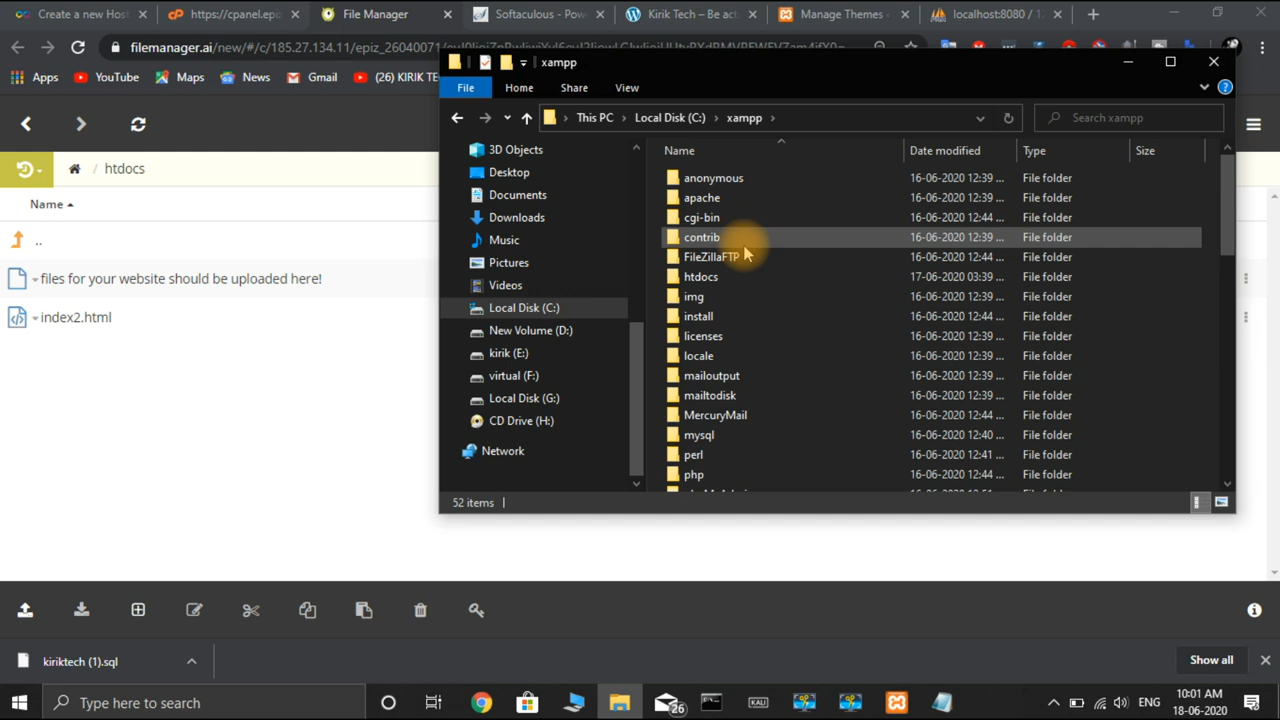 Create a new Host
https://cpanel.epiz
File Manager
Softaculous - Pow
Kirik Tech – Be act
Manage Themes
localhost:8080 / 12
filemanager.ai/new/#/c/185.27.134.11/epiz_26040071/
Apps
YouTube
Maps
News
Gmail
(26) KIRIK TE
xampp
File
Home
Share
View
This PC
Local Disk (C:)
xampp
Search xampp
htdocs
Name
..
files for your website should be uploaded here!
index2.html
3D Objects
Desktop
Documents
Downloads
Music
Pictures
Videos
Local Disk (C:)
New Volume (D:)
kirik (E:)
virtual (F:)
Local Disk (G:)
CD Drive (H:)
Network
Name Date modified Type Size
anonymous 16-06-2020 12:39 ... File folder
apache 16-06-2020 12:39 ... File folder
cgi-bin 16-06-2020 12:44 ... File folder
contrib 16-06-2020 12:39 ... File folder
FileZillaFTP 16-06-2020 12:44 ... File folder
htdocs 17-06-2020 03:39 ... File folder
img 16-06-2020 12:39 ... File folder
install 16-06-2020 12:44 ... File folder
licenses 16-06-2020 12:39 ... File folder
locale 16-06-2020 12:39 ... File folder
mailoutput 16-06-2020 12:39 ... File folder
mailtodisk 16-06-2020 12:39 ... File folder
MercuryMail 16-06-2020 12:44 ... File folder
mysql 16-06-2020 12:40 ... File folder
perl 16-06-2020 12:41 ... File folder
php 16-06-2020 12:44 ... File folder
52 items
kiriktech (1).sql
Show all
Type here to search
26
KALI
ENG
10:01 AM
18-06-2020